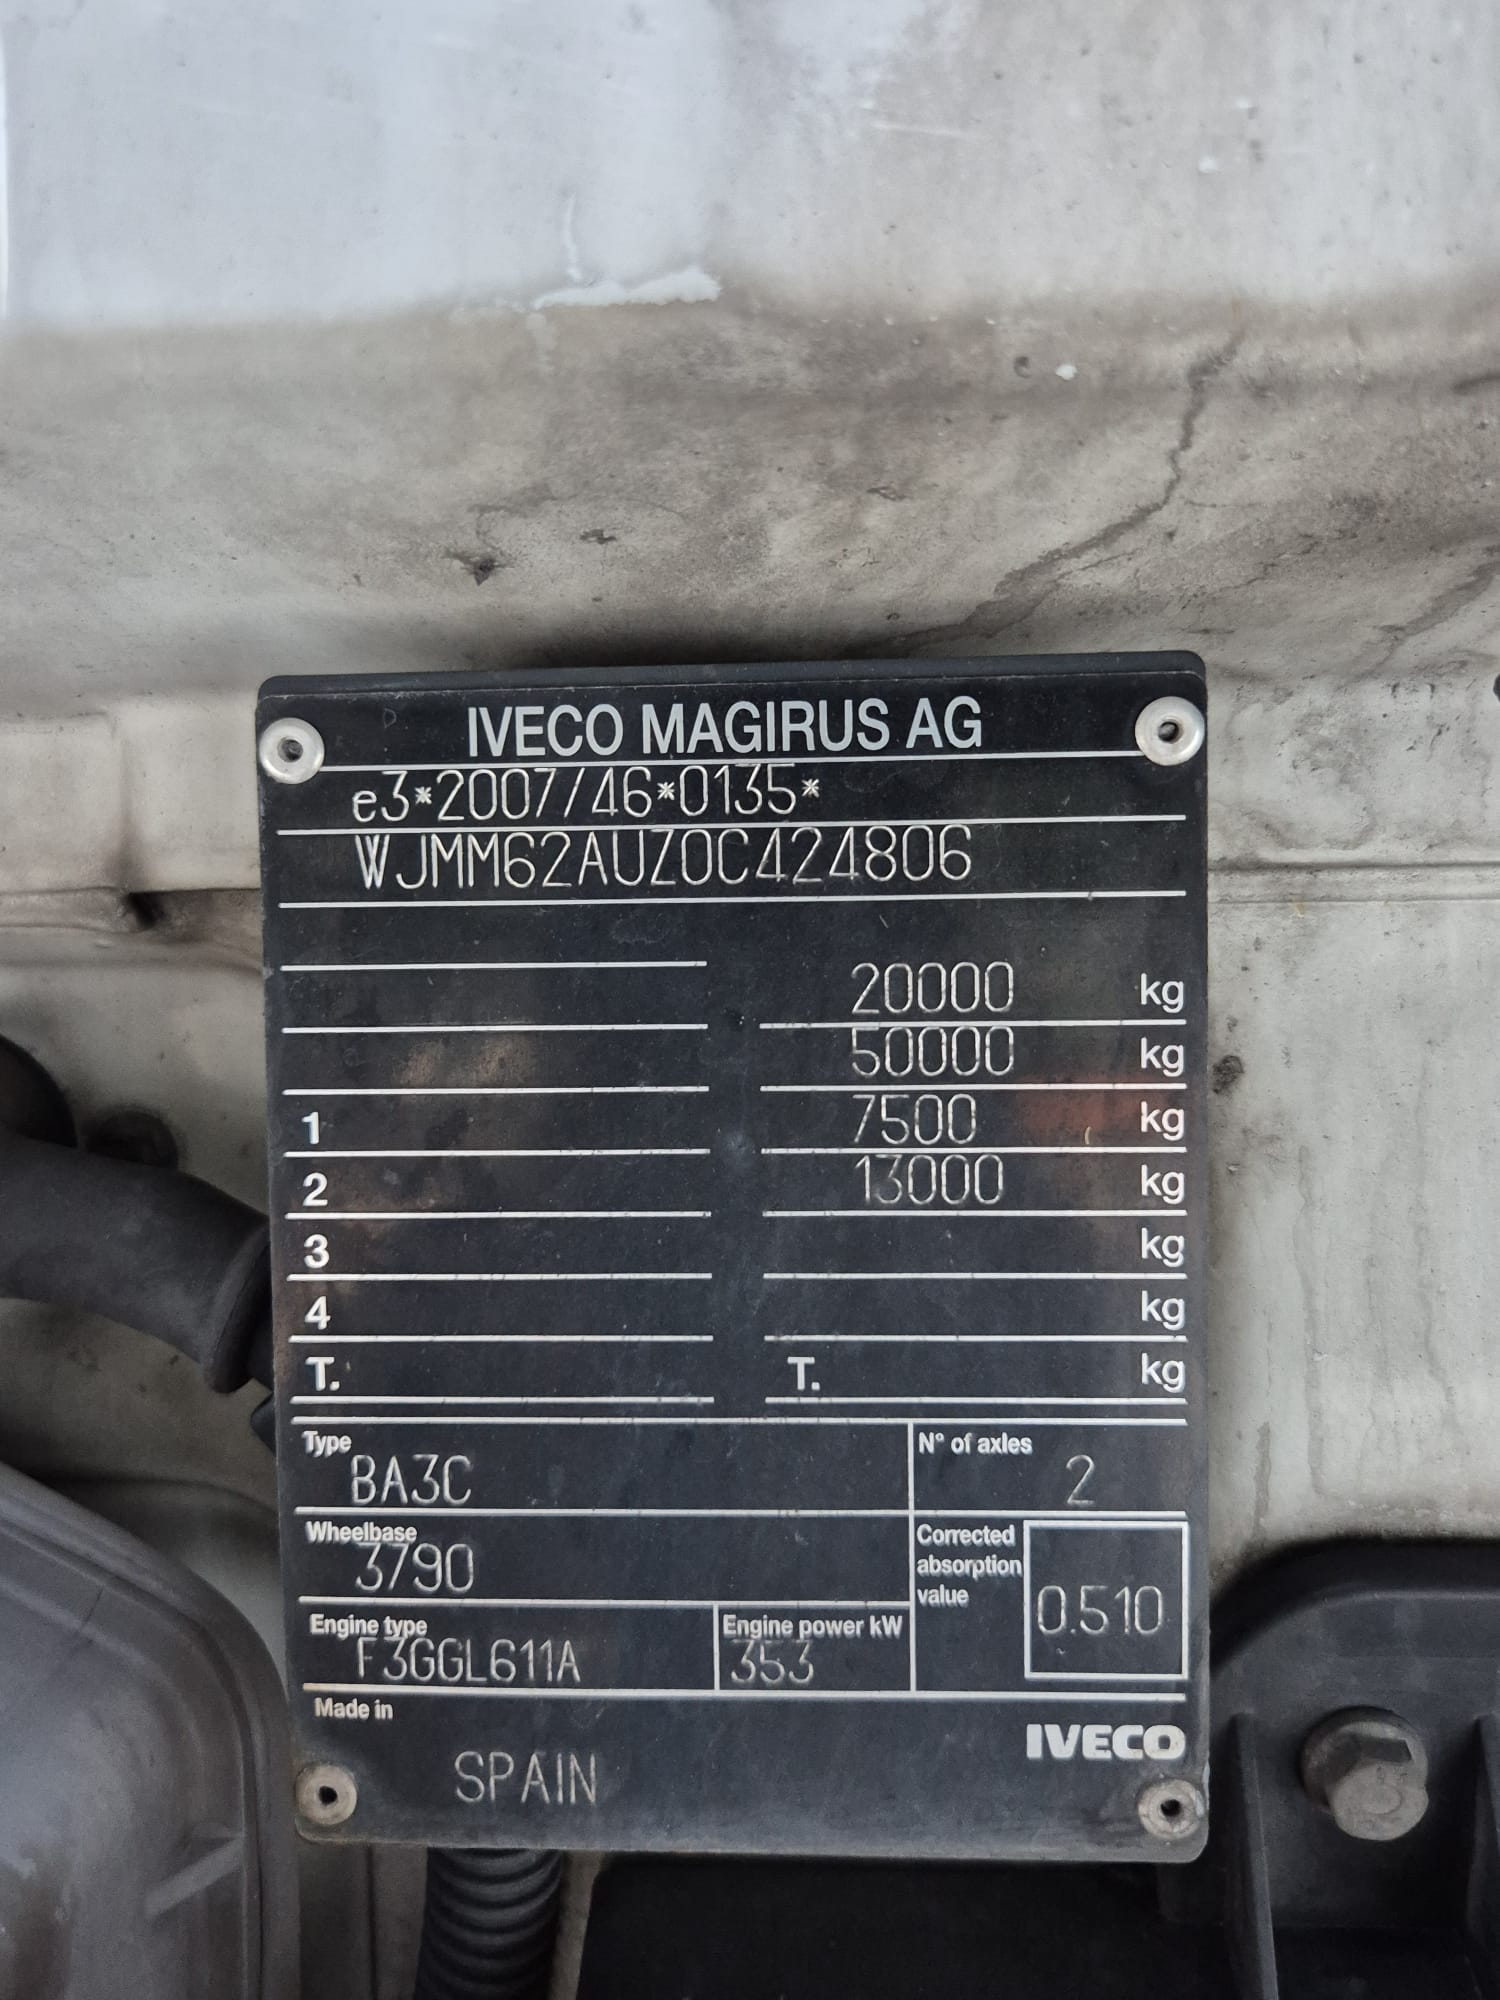 IVECO MAGIRUS AG
e3*2007/46*0135*
WJMM62AUZ0C424806
20000 kg
50000 kg
1 7500 kg
2 13000 kg
3 kg
4 kg
T. T. kg
Type BA3C N° of axles 2
Wheelbase 3790
Corrected absorption value 0.510
Engine type F3GGL611A Engine power kW 353
Made in SPAIN
IVECO